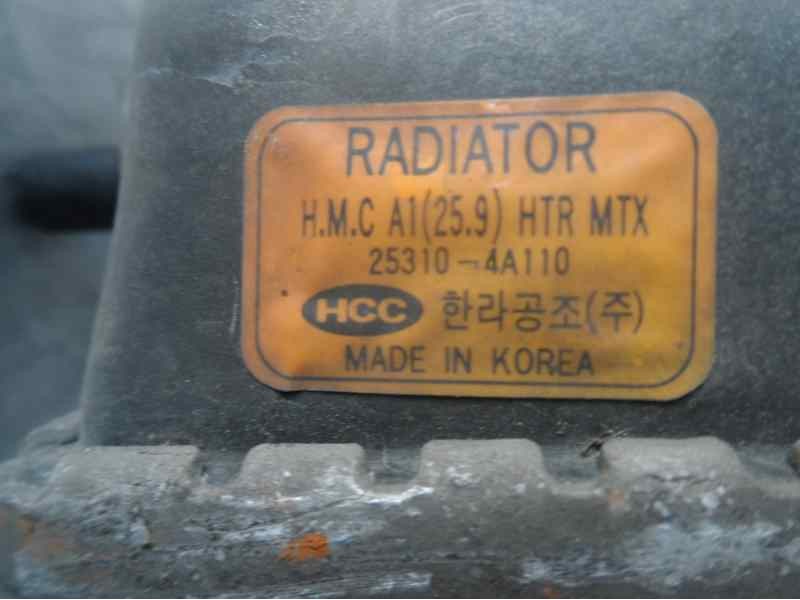 RADIATOR
H.M.C A1(25.9) HTR MTX
25310-4A110
HCC 한라공조(주)
MADE IN KOREA